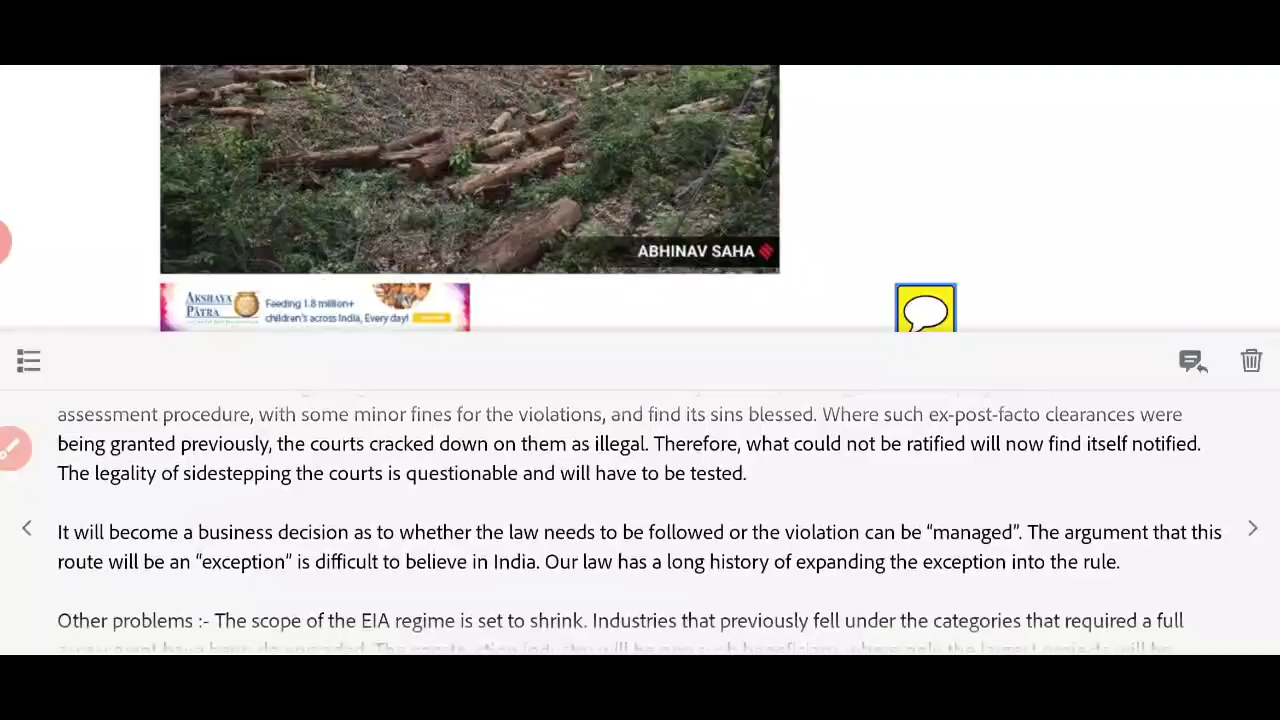 ABHINAV SAHA
AKSHAYA
PATRA
Feeding 1.8 million+
children's across India, Every day!
assessment procedure, with some minor fines for the violations, and find its sins blessed. Where such ex-post-facto clearances were
being granted previously, the courts cracked down on them as illegal. Therefore, what could not be ratified will now find itself notified.
The legality of sidestepping the courts is questionable and will have to be tested.
It will become a business decision as to whether the law needs to be followed or the violation can be “managed”. The argument that this
route will be an “exception” is difficult to believe in India. Our law has a long history of expanding the exception into the rule.
Other problems :- The scope of the EIA regime is set to shrink. Industries that previously fell under the categories that required a full